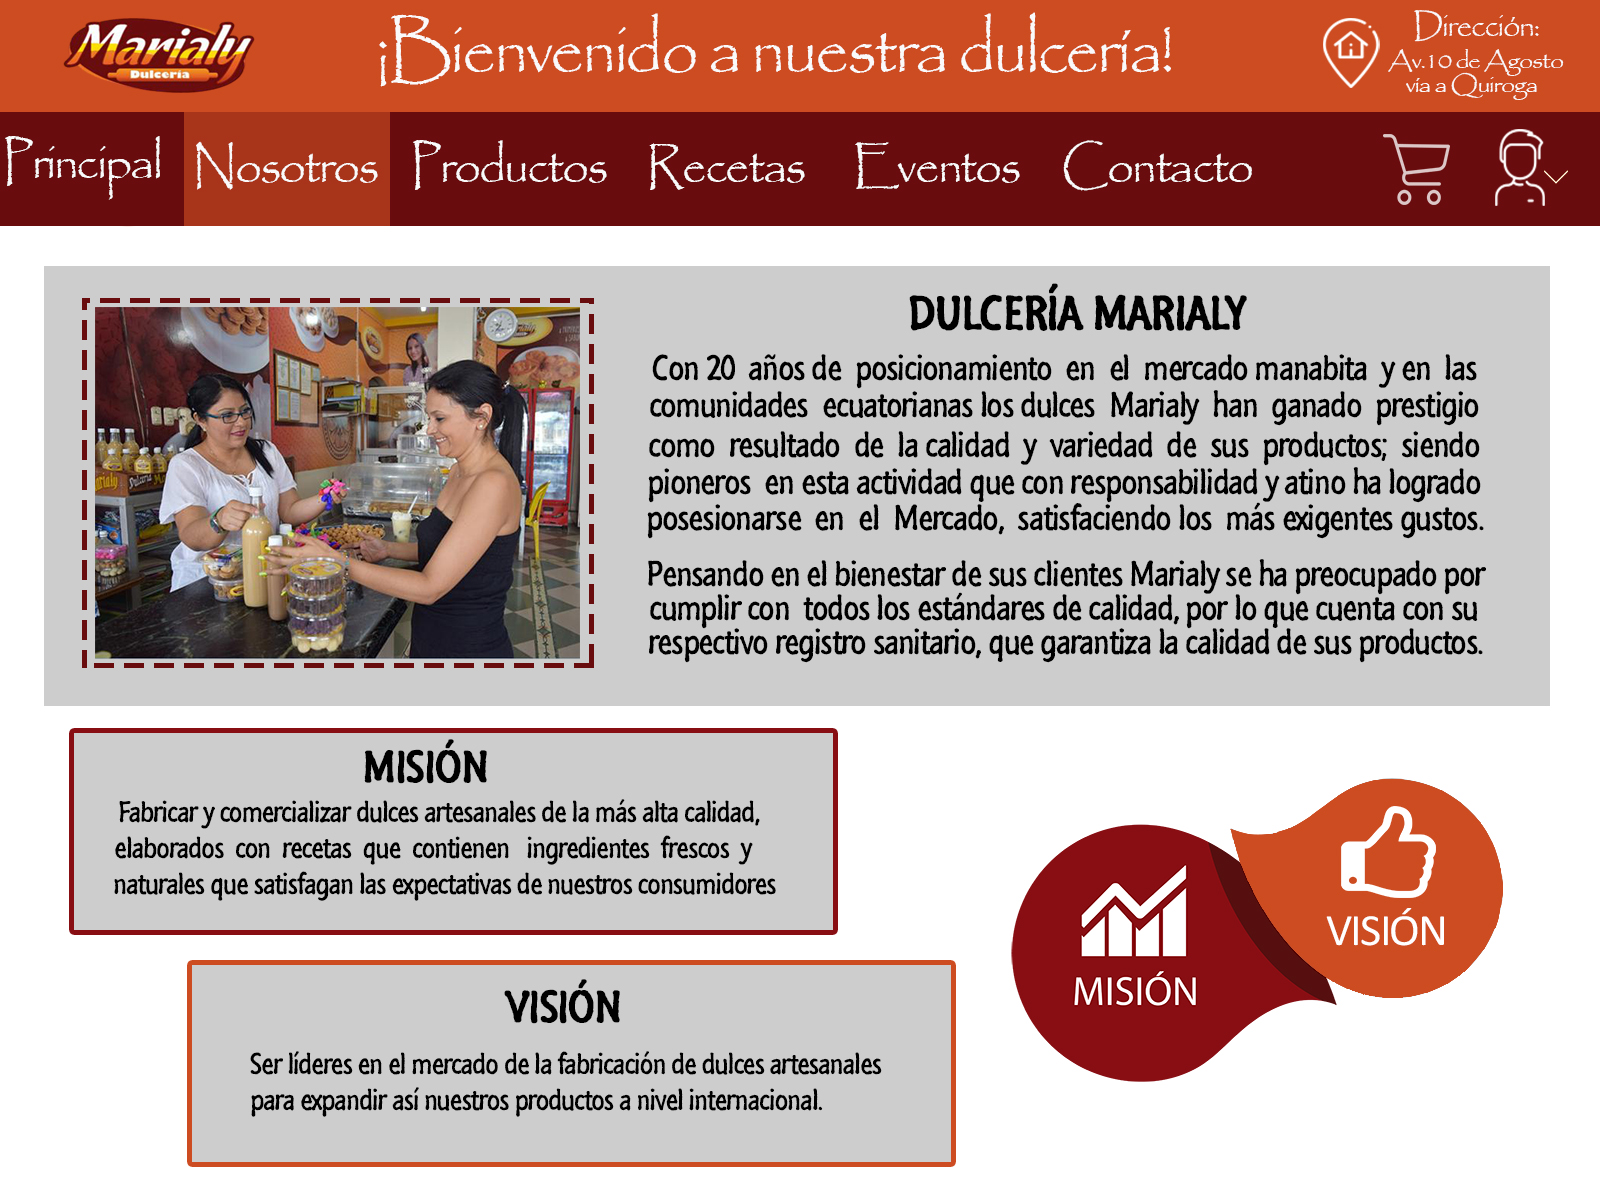 Marialy
Dulcería
¡Bienvenido a nuestra dulcería!
Dirección:
Av.10 de Agosto
vía a Quiroga
Principal
Nosotros
Productos
Recetas
Eventos
Contacto
DULCERÍA MARIALY
Con 20 años de posicionamiento en el mercado manabita y en las
comunidades ecuatorianas los dulces Marialy han ganado prestigio
como resultado de la calidad y variedad de sus productos; siendo
pioneros en esta actividad que con responsabilidad y atino ha logrado
posesionarse en el Mercado, satisfaciendo los más exigentes gustos.
Pensando en el bienestar de sus clientes Marialy se ha preocupado por
cumplir con todos los estándares de calidad, por lo que cuenta con su
respectivo registro sanitario, que garantiza la calidad de sus productos.
MISIÓN
Fabricar y comercializar dulces artesanales de la más alta calidad,
elaborados con recetas que contienen ingredientes frescos y
naturales que satisfagan las expectativas de nuestros consumidores
VISIÓN
Ser líderes en el mercado de la fabricación de dulces artesanales
para expandir así nuestros productos a nivel internacional.
VISIÓN
MISIÓN